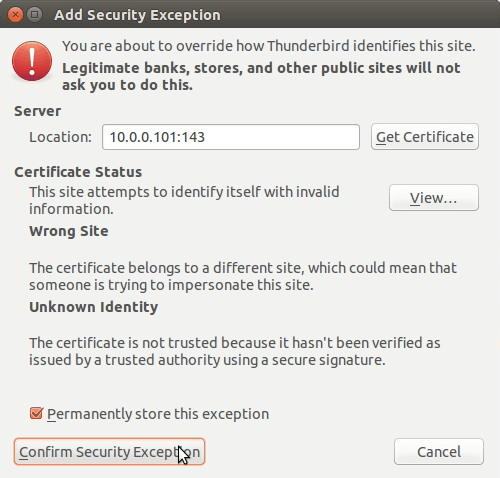 Add Security Exception
You are about to override how Thunderbird identifies this site.
Legitimate banks, stores, and other public sites will not
ask you to do this.
Server
Location: 10.0.0.101:143 Get Certificate
Certificate Status
This site attempts to identify itself with invalid
information.
View...
Wrong Site
The certificate belongs to a different site, which could mean that
someone is trying to impersonate this site.
Unknown Identity
The certificate is not trusted because it hasn't been verified as
issued by a trusted authority using a secure signature.
Permanently store this exception
Confirm Security Exception Cancel